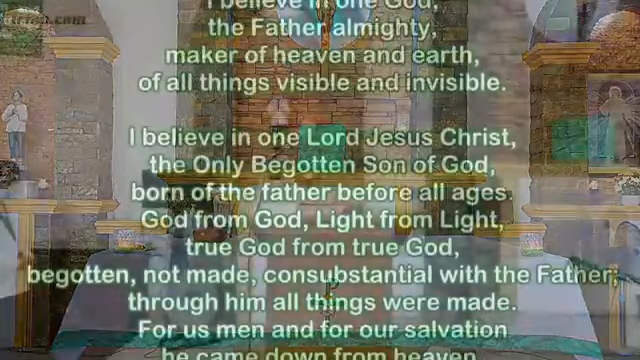 I believe in one God,
the Father almighty,
maker of heaven and earth,
of all things visible and invisible.
I believe in one Lord Jesus Christ,
the Only Begotten Son of God,
born of the father before all ages.
God from God, Light from Light,
true God from true God,
begotten, not made, consubstantial with the Father;
through him all things were made.
For us men and for our salvation
he came down from heaven